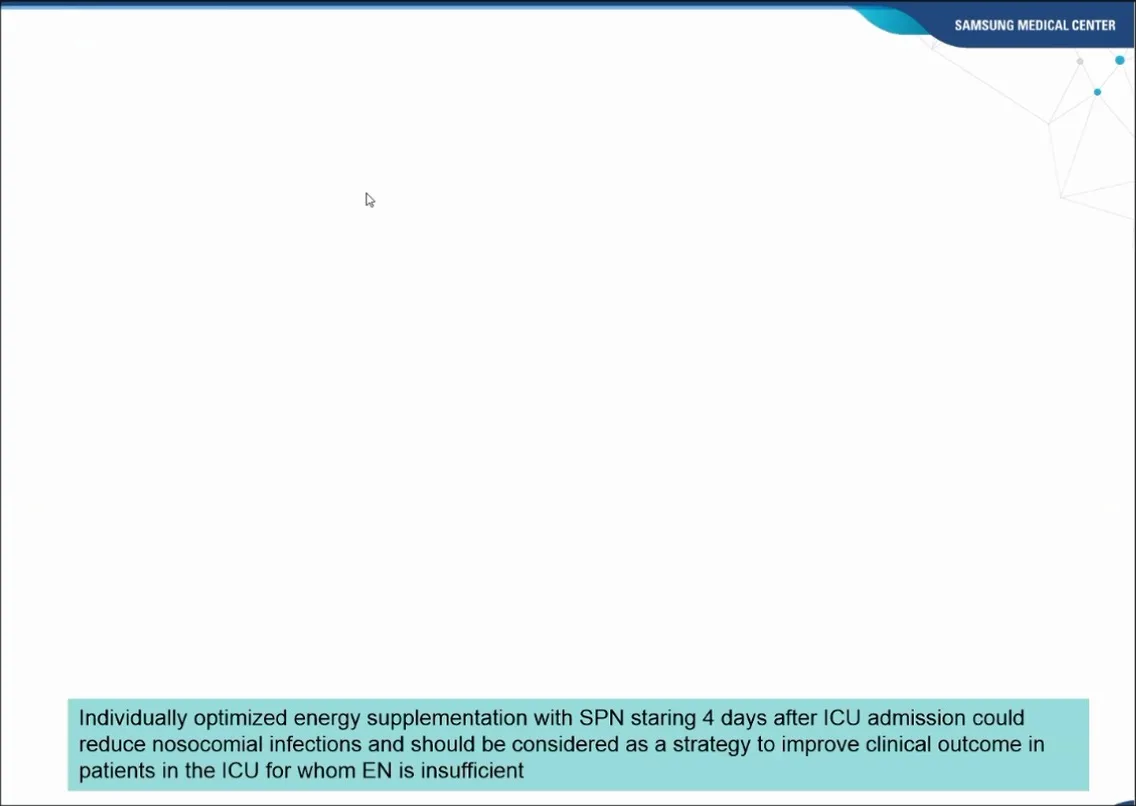 SAMSUNG MEDICAL CENTER
Individually optimized energy supplementation with SPN staring 4 days after ICU admission could
reduce nosocomial infections and should be considered as a strategy to improve clinical outcome in
patients in the ICU for whom EN is insufficient